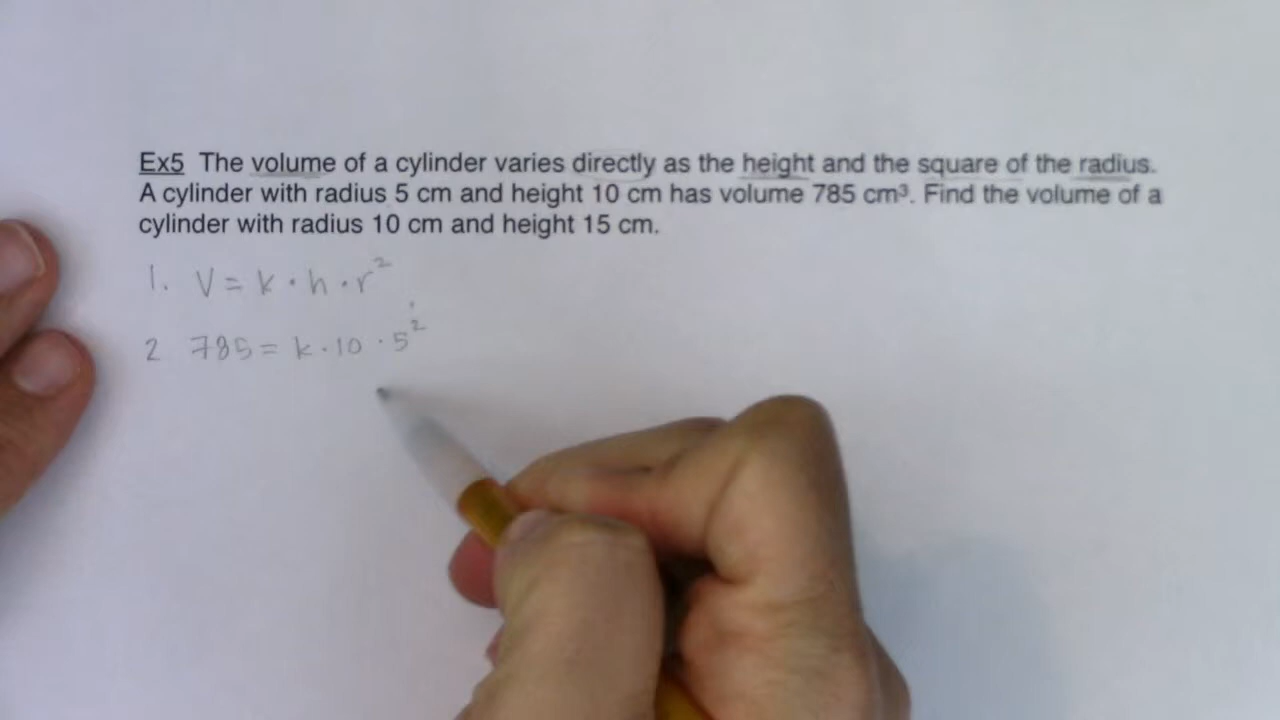 Ex5 The volume of a cylinder varies directly as the height and the square of the radius.
A cylinder with radius 5 cm and height 10 cm has volume 785 cm³. Find the volume of a
cylinder with radius 10 cm and height 15 cm.
1. V = k · h · r²
2 785 = k · 10 · 5²